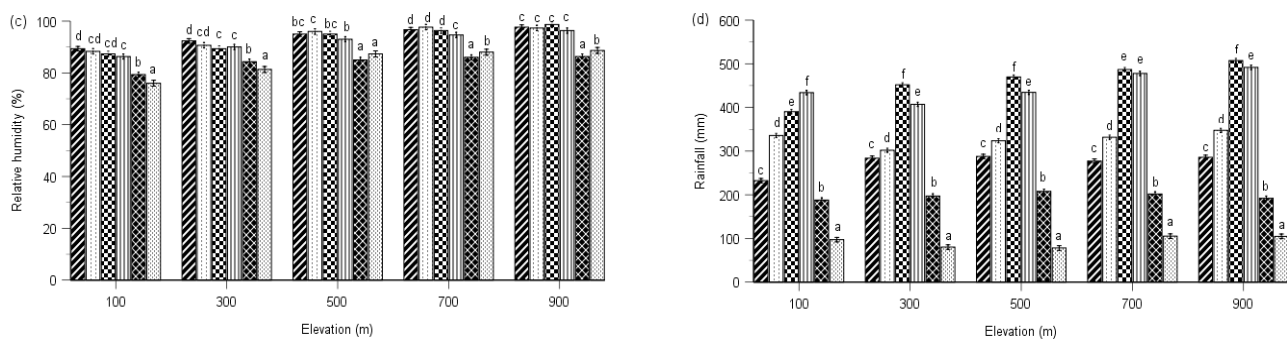 (c)
Relative humidity (%)
100
80
60
40
20
0
d cd cd c b a
d cd c c b a
bc c bc b a a
d d d c a b
c c c c a b
100 300 500 700 900
Elevation (m)
(d)
Rainfall (mm)
600
500
400
300
200
100
0
c d e f b a
c d f e b a
c d f e b a
c d e e b a
c d f e b a
100 300 500 700 900
Elevation (m)